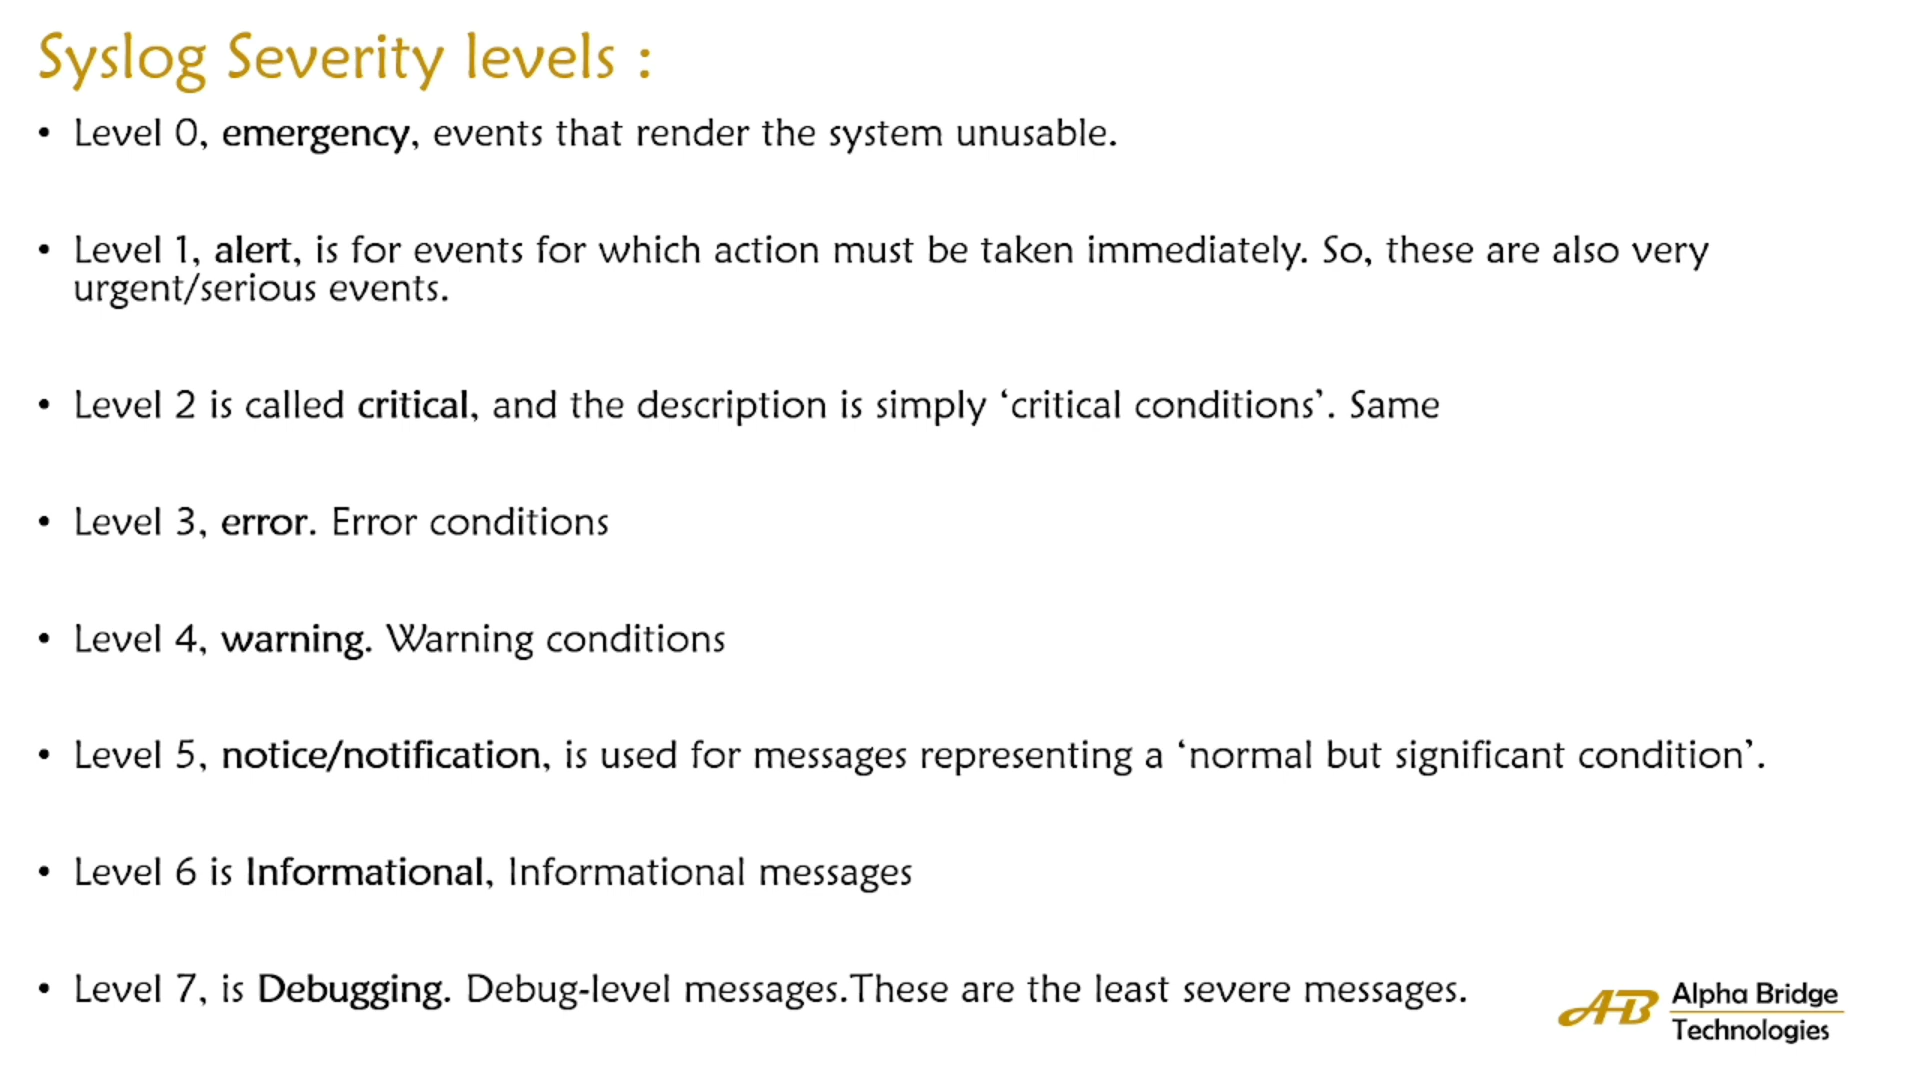 Syslog Severity levels :
• Level 0, emergency, events that render the system unusable.
• Level 1, alert, is for events for which action must be taken immediately. So, these are also very
urgent/serious events.
• Level 2 is called critical, and the description is simply ‘critical conditions’. Same
• Level 3, error. Error conditions
• Level 4, warning. Warning conditions
• Level 5, notice/notification, is used for messages representing a ‘normal but significant condition’.
• Level 6 is Informational, Informational messages
• Level 7, is Debugging. Debug-level messages.These are the least severe messages.
AB Alpha Bridge
Technologies